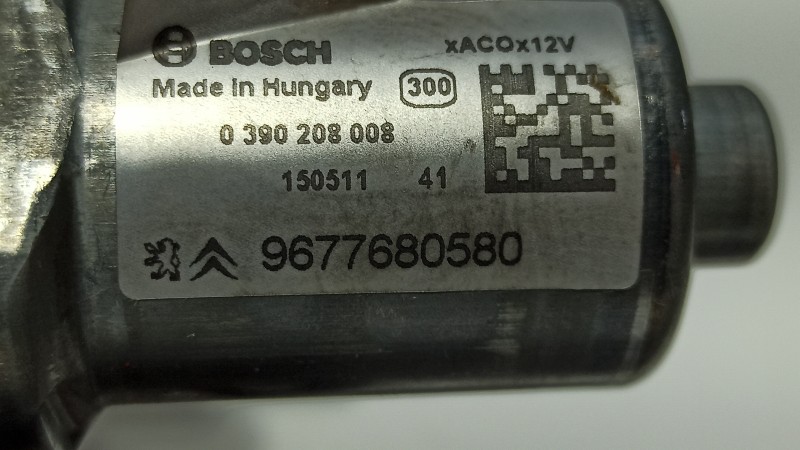 BOSCH xACOx12V
Made in Hungary 300
0 390 208 008
150511 41
9677680580